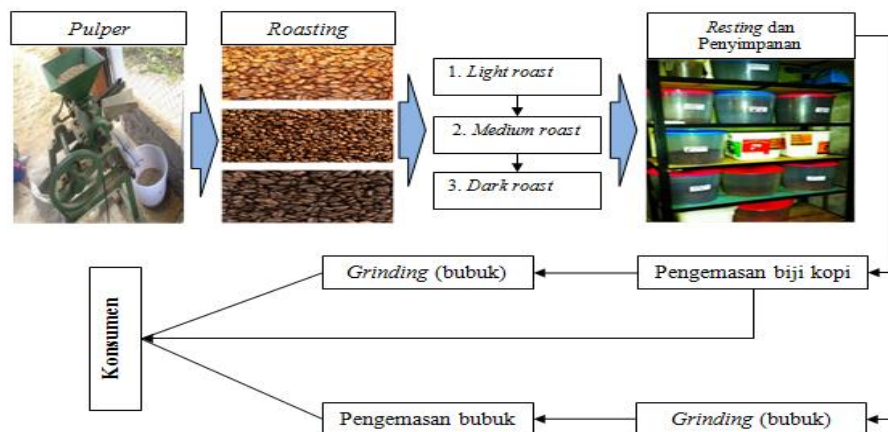 Pulper
Roasting
Resting dan
Penyimpanan
1. Light roast
2. Medium roast
3. Dark roast
Konsumen
Grinding (bubuk)
Pengemasan biji kopi
Pengemasan bubuk
Grinding (bubuk)